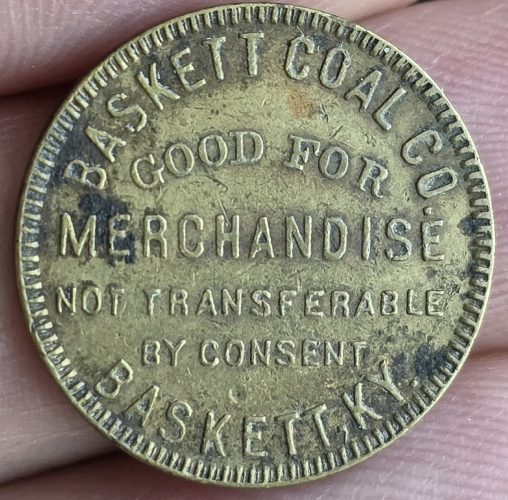 BASKETT COAL CO.
GOOD FOR
MERCHANDISE
NOT TRANSFERABLE
BY CONSENT
BASKETT, KY.